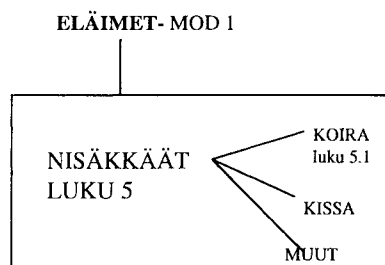 ELÄIMET- MOD 1
NISÄKKÄÄT
LUKU 5
KOIRA
luku 5.1
KISSA
MUUT